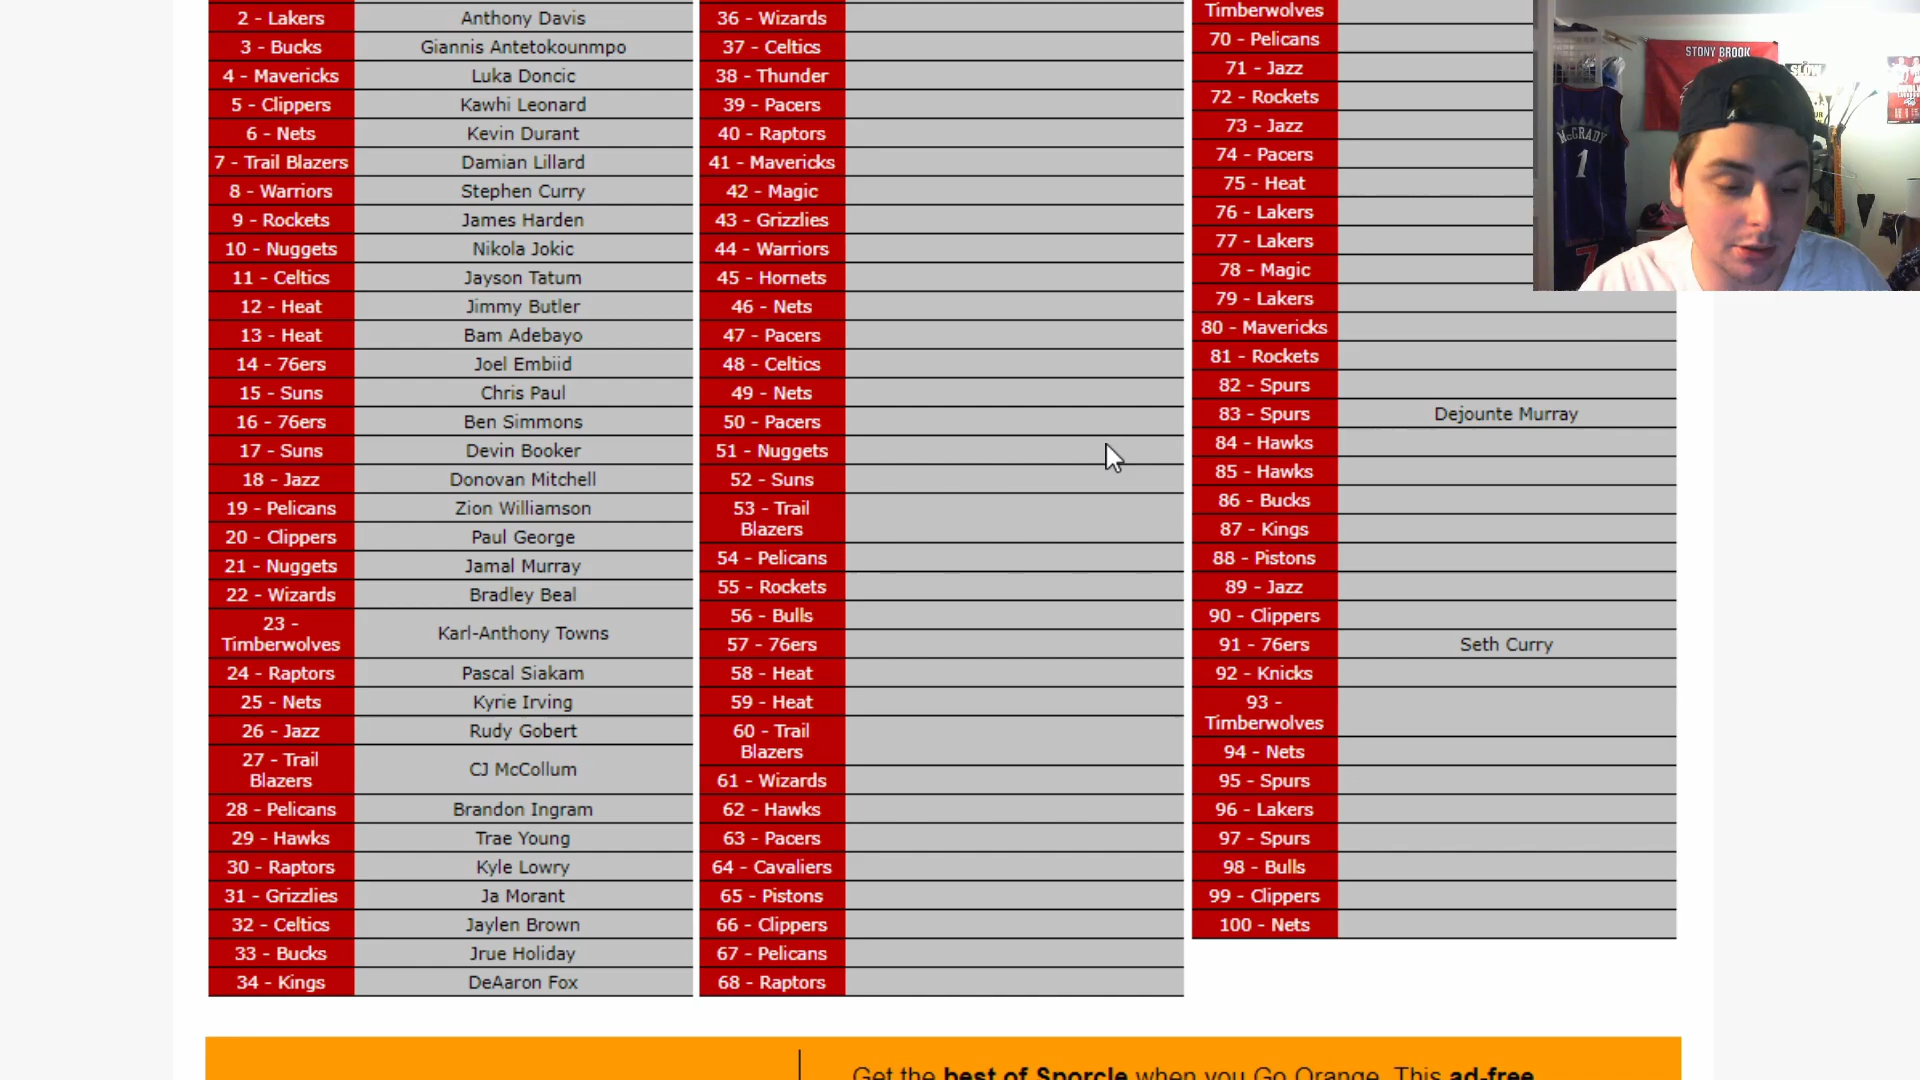 2 - Lakers Anthony Davis
3 - Bucks Giannis Antetokounmpo
4 - Mavericks Luka Doncic
5 - Clippers Kawhi Leonard
6 - Nets Kevin Durant
7 - Trail Blazers Damian Lillard
8 - Warriors Stephen Curry
9 - Rockets James Harden
10 - Nuggets Nikola Jokic
11 - Celtics Jayson Tatum
12 - Heat Jimmy Butler
13 - Heat Bam Adebayo
14 - 76ers Joel Embiid
15 - Suns Chris Paul
16 - 76ers Ben Simmons
17 - Suns Devin Booker
18 - Jazz Donovan Mitchell
19 - Pelicans Zion Williamson
20 - Clippers Paul George
21 - Nuggets Jamal Murray
22 - Wizards Bradley Beal
23 -
Timberwolves Karl-Anthony Towns
24 - Raptors Pascal Siakam
25 - Nets Kyrie Irving
26 - Jazz Rudy Gobert
27 - Trail
Blazers CJ McCollum
28 - Pelicans Brandon Ingram
29 - Hawks Trae Young
30 - Raptors Kyle Lowry
31 - Grizzlies Ja Morant
32 - Celtics Jaylen Brown
33 - Bucks Jrue Holiday
34 - Kings DeAaron Fox
36 - Wizards
37 - Celtics
38 - Thunder
39 - Pacers
40 - Raptors
41 - Mavericks
42 - Magic
43 - Grizzlies
44 - Warriors
45 - Hornets
46 - Nets
47 - Pacers
48 - Celtics
49 - Nets
50 - Pacers
51 - Nuggets
52 - Suns
53 - Trail
Blazers
54 - Pelicans
55 - Rockets
56 - Bulls
57 - 76ers
58 - Heat
59 - Heat
60 - Trail
Blazers
61 - Wizards
62 - Hawks
63 - Pacers
64 - Cavaliers
65 - Pistons
66 - Clippers
67 - Pelicans
68 - Raptors
Timberwolves
70 - Pelicans
71 - Jazz
72 - Rockets
73 - Jazz
74 - Pacers
75 - Heat
76 - Lakers
77 - Lakers
78 - Magic
79 - Lakers
80 - Mavericks
81 - Rockets
82 - Spurs
83 - Spurs Dejounte Murray
84 - Hawks
85 - Hawks
86 - Bucks
87 - Kings
88 - Pistons
89 - Jazz
90 - Clippers
91 - 76ers Seth Curry
92 - Knicks
93 -
Timberwolves
94 - Nets
95 - Spurs
96 - Lakers
97 - Spurs
98 - Bulls
99 - Clippers
100 - Nets
STONY BROOK
SLOW
McGRADY
1
7
Get the best of Sporcle when you Go Orange. This ad-free